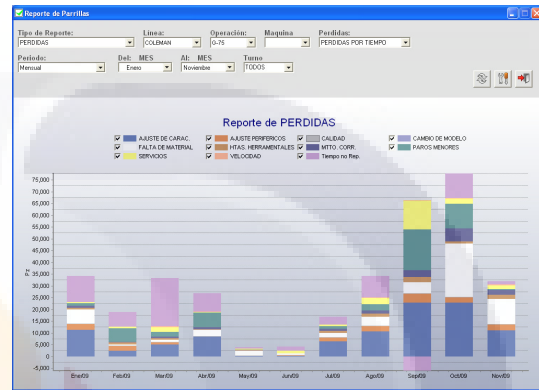 Reporte de Parrillas
Tipo de Reporte: Linea: Operación: Maquina Perdidas:
PERDIDAS COLEMAN O-75 PERDIDAS POR TIEMPO
Periodo: Del: MES Al: MES Turno
Mensual Enero Noviembre TODOS
Reporte de PERDIDAS
AJUSTE DE CARAC. AJUSTE PERIFERICOS CALIDAD CAMBIO DE MODELO
FALTA DE MATERIAL HTAS. HERRAMENTALES MTTO. CORR. PAROS MENORES
SERVICIOS VELOCIDAD Tiempo no Rep.
75,000
70,000
65,000
60,000
55,000
50,000
45,000
40,000
35,000
30,000
25,000
20,000
15,000
10,000
5,000
0
-5,000
Pz
Ene/09 Feb/09 Mar/09 Abr/09 May/09 Jun/09 Jul/09 Ago/09 Sep/09 Oct/09 Nov/09